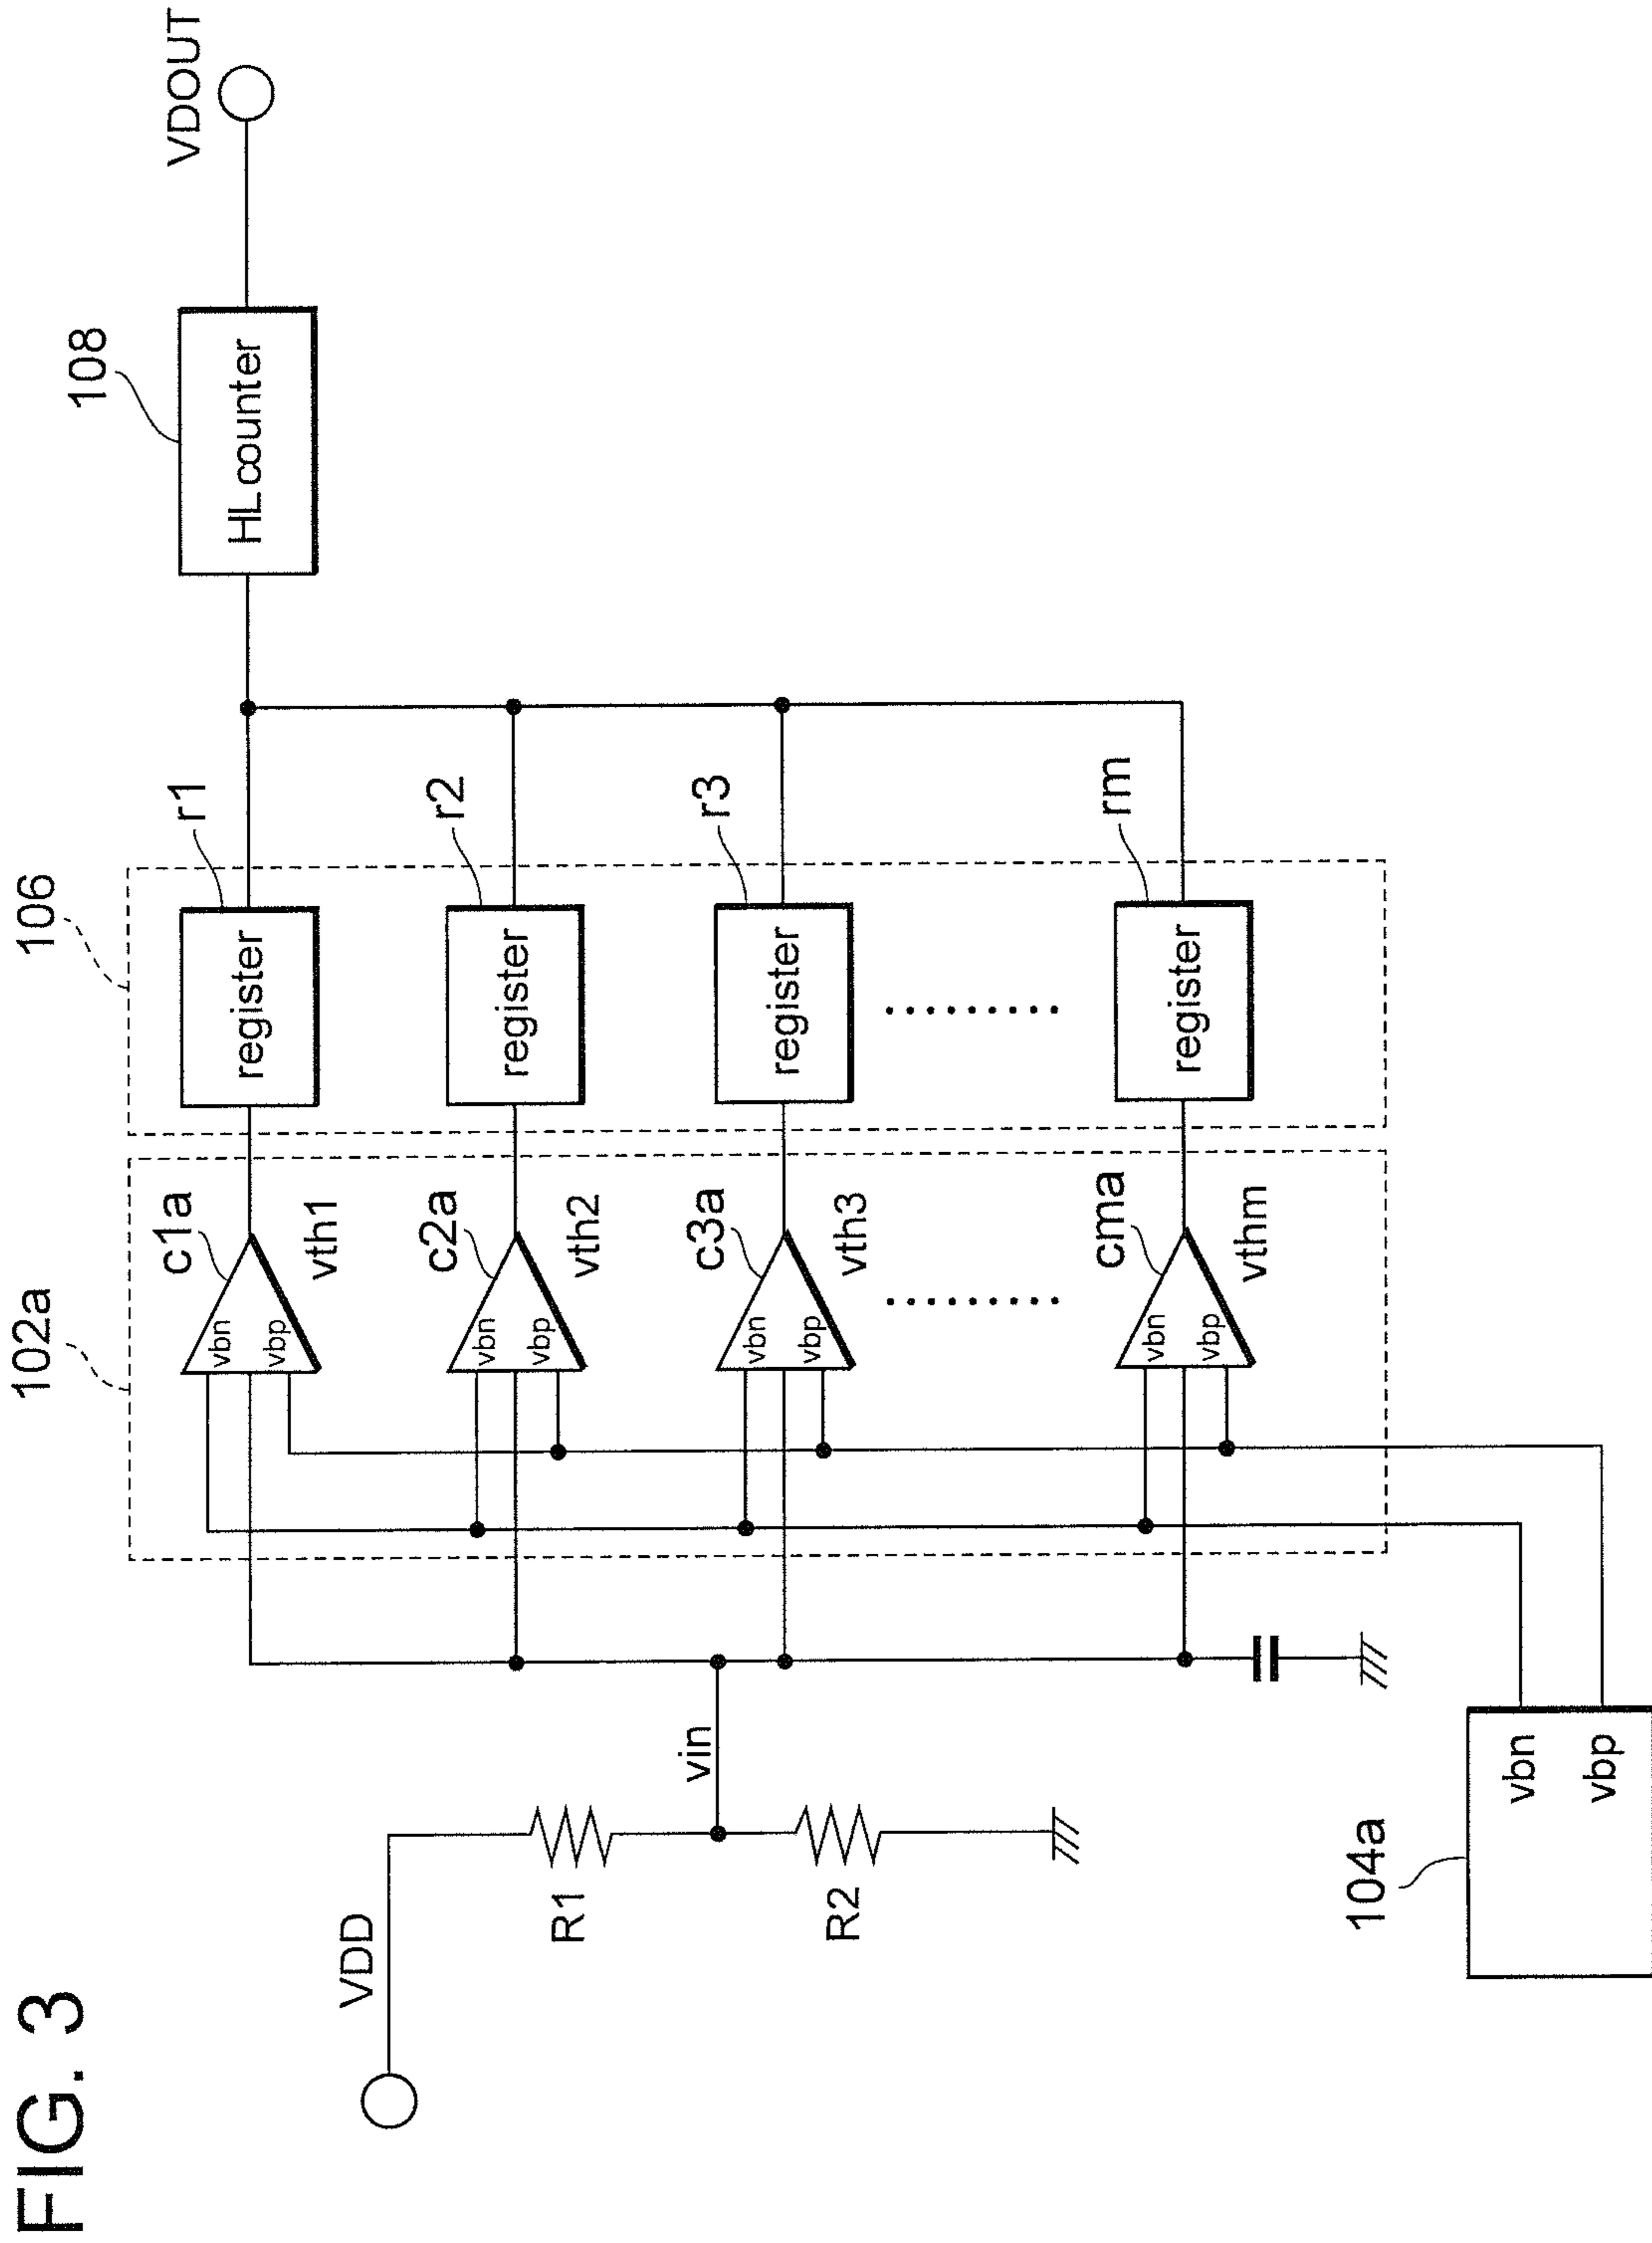 FIG. 3
VDD
R1
R2
vin
104a
vbn
vbp
102a
c1a
vbn
vbp
vth1
c2a
vbn
vbp
vth2
c3a
vbn
vbp
vth3
.........
cma
vbn
vbp
vthm
106
r1
register
r2
register
r3
register
.........
rm
register
108
HL counter
VDOUT